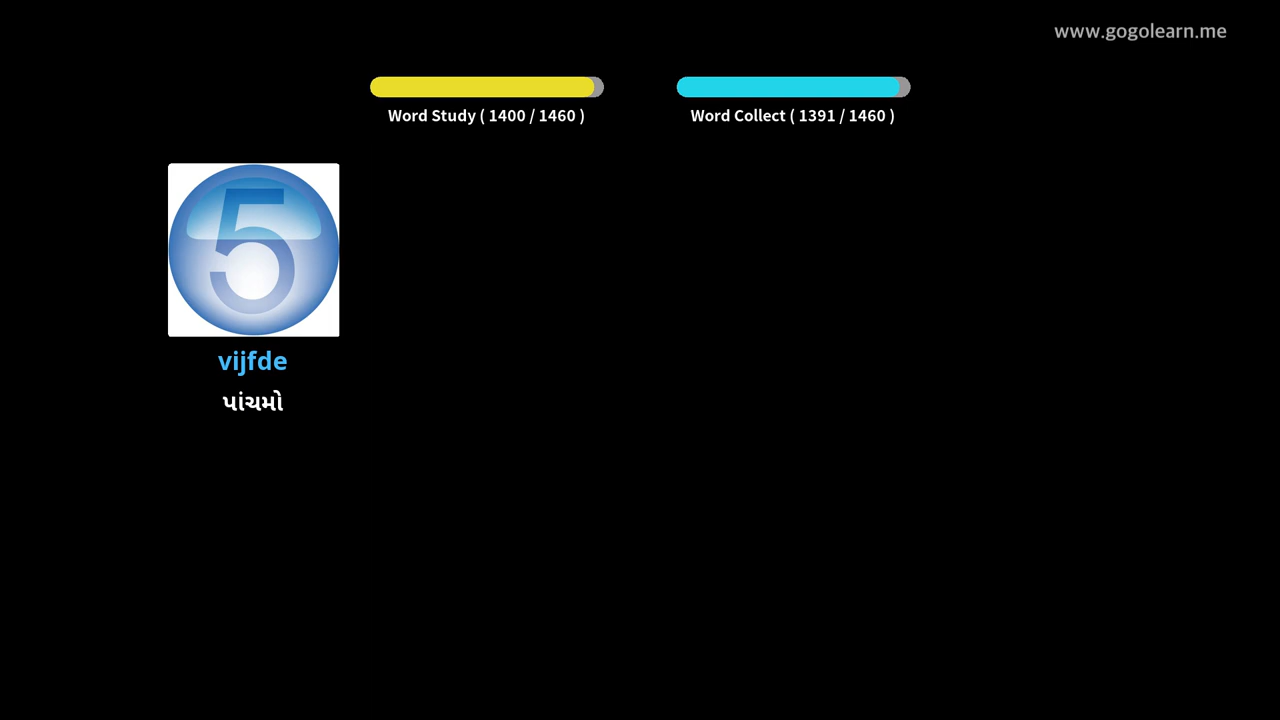 www.gogolearn.me
Word Study ( 1400 / 1460 )
Word Collect ( 1391 / 1460 )
5
vijfde
પાંચમો